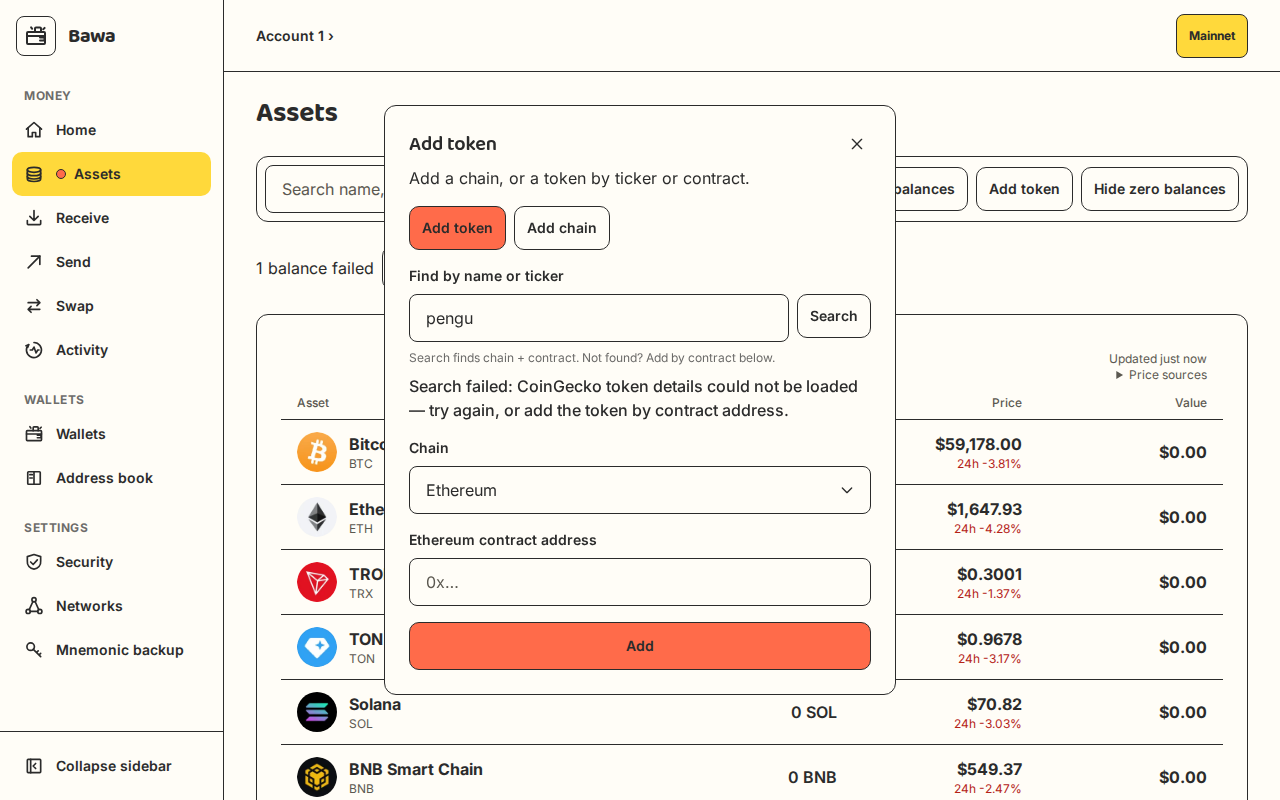 Bawa
Account 1 ›
Mainnet
MONEY
Home
Assets
Receive
Send
Swap
Activity
WALLETS
Wallets
Address book
SETTINGS
Security
Networks
Mnemonic backup
Collapse sidebar
Assets
Search name,
balances
Add token
Hide zero balances
1 balance failed
Add token
Add a chain, or a token by ticker or contract.
Add token
Add chain
Find by name or ticker
pengu
Search
Search finds chain + contract. Not found? Add by contract below.
Search failed: CoinGecko token details could not be loaded
— try again, or add the token by contract address.
Chain
Ethereum
Ethereum contract address
0x...
Add
Updated just now
▶ Price sources
Asset
Price
Value
BTC
$59,178.00
24h -3.81%
$0.00
ETH
$1,647.93
24h -4.28%
$0.00
TRX
$0.3001
24h -1.37%
$0.00
TON
TON
$0.9678
24h -3.17%
$0.00
Solana
SOL
0 SOL
$70.82
24h -3.03%
$0.00
BNB Smart Chain
BNB
0 BNB
$549.37
24h -2.47%
$0.00